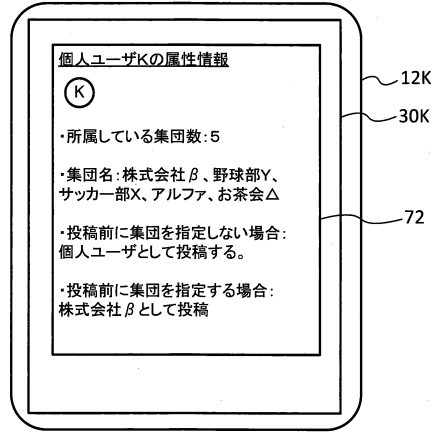 個人ユーザKの属性情報
K
・所属している集団数:5
・集団名:株式会社β、野球部Y、
サッカー部X、アルファ、お茶会△
・投稿前に集団を指定しない場合:
個人ユーザとして投稿する。
・投稿前に集団を指定する場合:
株式会社βとして投稿
12K
30K
72